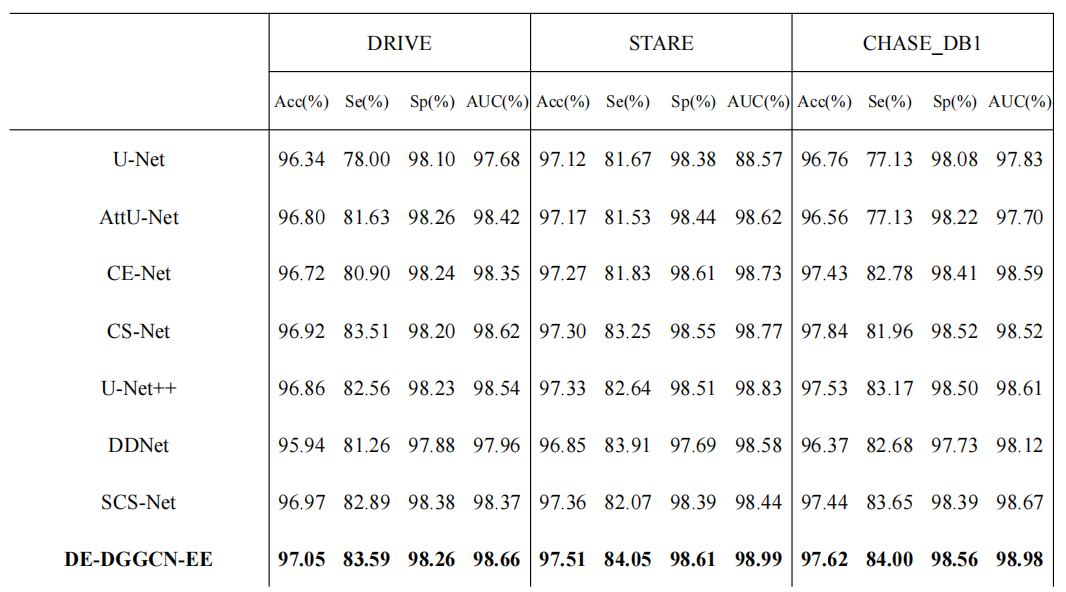 DRIVE STARE CHASE_DB1
Acc(%) Se(%) Sp(%) AUC(%) Acc(%) Se(%) Sp(%) AUC(%) Acc(%) Se(%) Sp(%) AUC(%)
U-Net 96.34 78.00 98.10 97.68 97.12 81.67 98.38 88.57 96.76 77.13 98.08 97.83
AttU-Net 96.80 81.63 98.26 98.42 97.17 81.53 98.44 98.62 96.56 77.13 98.22 97.70
CE-Net 96.72 80.90 98.24 98.35 97.27 81.83 98.61 98.73 97.43 82.78 98.41 98.59
CS-Net 96.92 83.51 98.20 98.62 97.30 83.25 98.55 98.77 97.84 81.96 98.52 98.52
U-Net++ 96.86 82.56 98.23 98.54 97.33 82.64 98.51 98.83 97.53 83.17 98.50 98.61
DDNet 95.94 81.26 97.88 97.96 96.85 83.91 97.69 98.58 96.37 82.68 97.73 98.12
SCS-Net 96.97 82.89 98.38 98.37 97.36 82.07 98.39 98.44 97.44 83.65 98.39 98.67
DE-DGGCN-EE 97.05 83.59 98.26 98.66 97.51 84.05 98.61 98.99 97.62 84.00 98.56 98.98